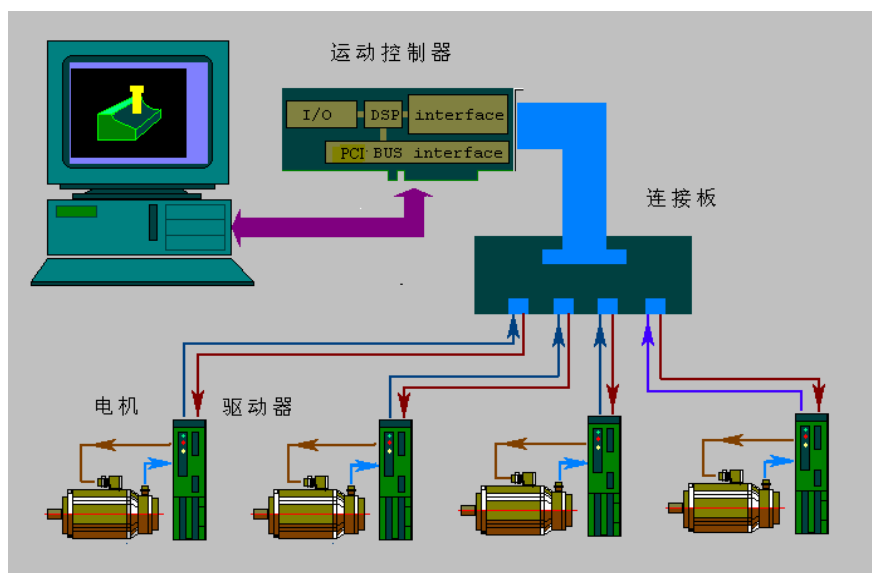 运动控制器
I/O
DSP
interface
PCI BUS interface
连接板
电机
驱动器